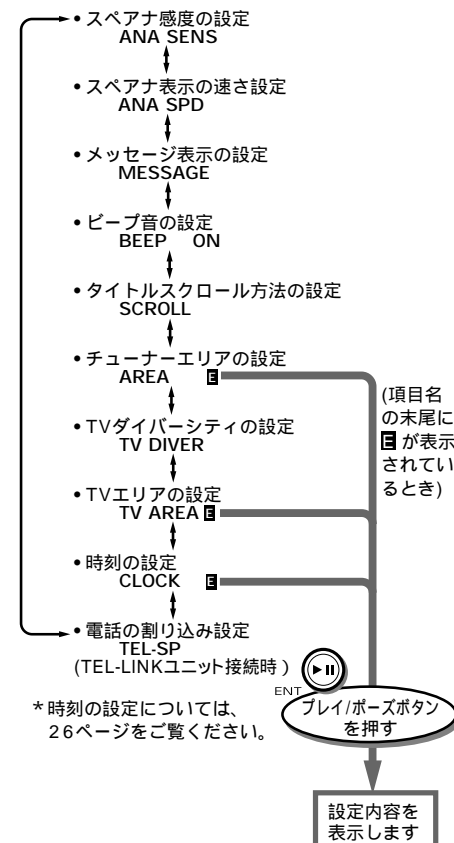 •スペアナ感度の設定
ANA SENS
•スペアナ表示の速さ設定
ANA SPD
•メッセージ表示の設定
MESSAGE
•ビープ音の設定
BEEP ON
•タイトルスクロール方法の設定
SCROLL
•チューナーエリアの設定
AREA E
(項目名
の末尾に
E が表示
されてい
るとき)
•TVダイバーシティの設定
TV DIVER
•TVエリアの設定
TV AREA E
•時刻の設定
CLOCK E
•電話の割り込み設定
TEL-SP
(TEL-LINKユニット接続時)
*時刻の設定については、
26ページをご覧ください。
ENT
プレイ/ポーズボタン
を押す
設定内容を
表示します